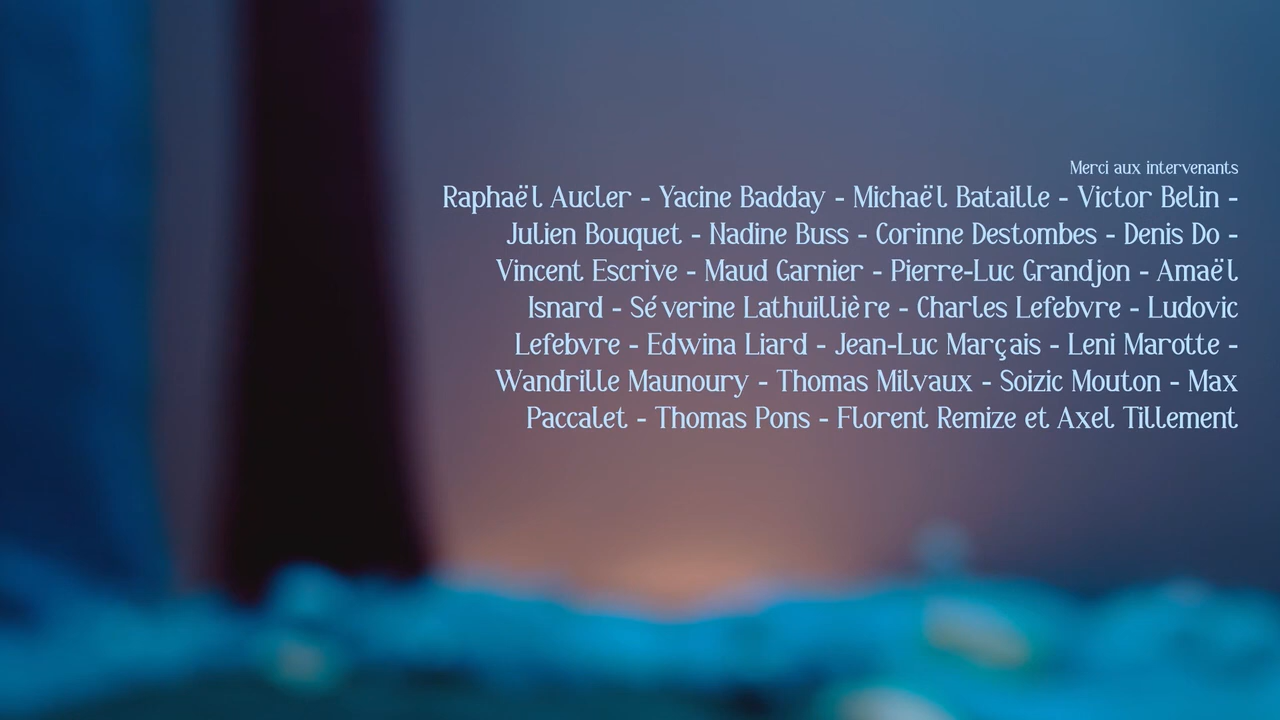 Merci aux intervenants
Raphaël Aucler - Yacine Badday - Michaël Bataille - Victor Belin -
Julien Bouquet - Nadine Buss - Corinne Destombes - Denis Do -
Vincent Escrive - Maud Garnier - Pierre-Luc Grandjon - Amaël
Isnard - Séverine Lathuillière - Charles Lefebvre - Ludovic
Lefebvre - Edwina Liard - Jean-Luc Marçais - Leni Marotte -
Wandrille Maunoury - Thomas Milvaux - Soizic Mouton - Max
Paccalet - Thomas Pons - Florent Remize et Axel Tillement